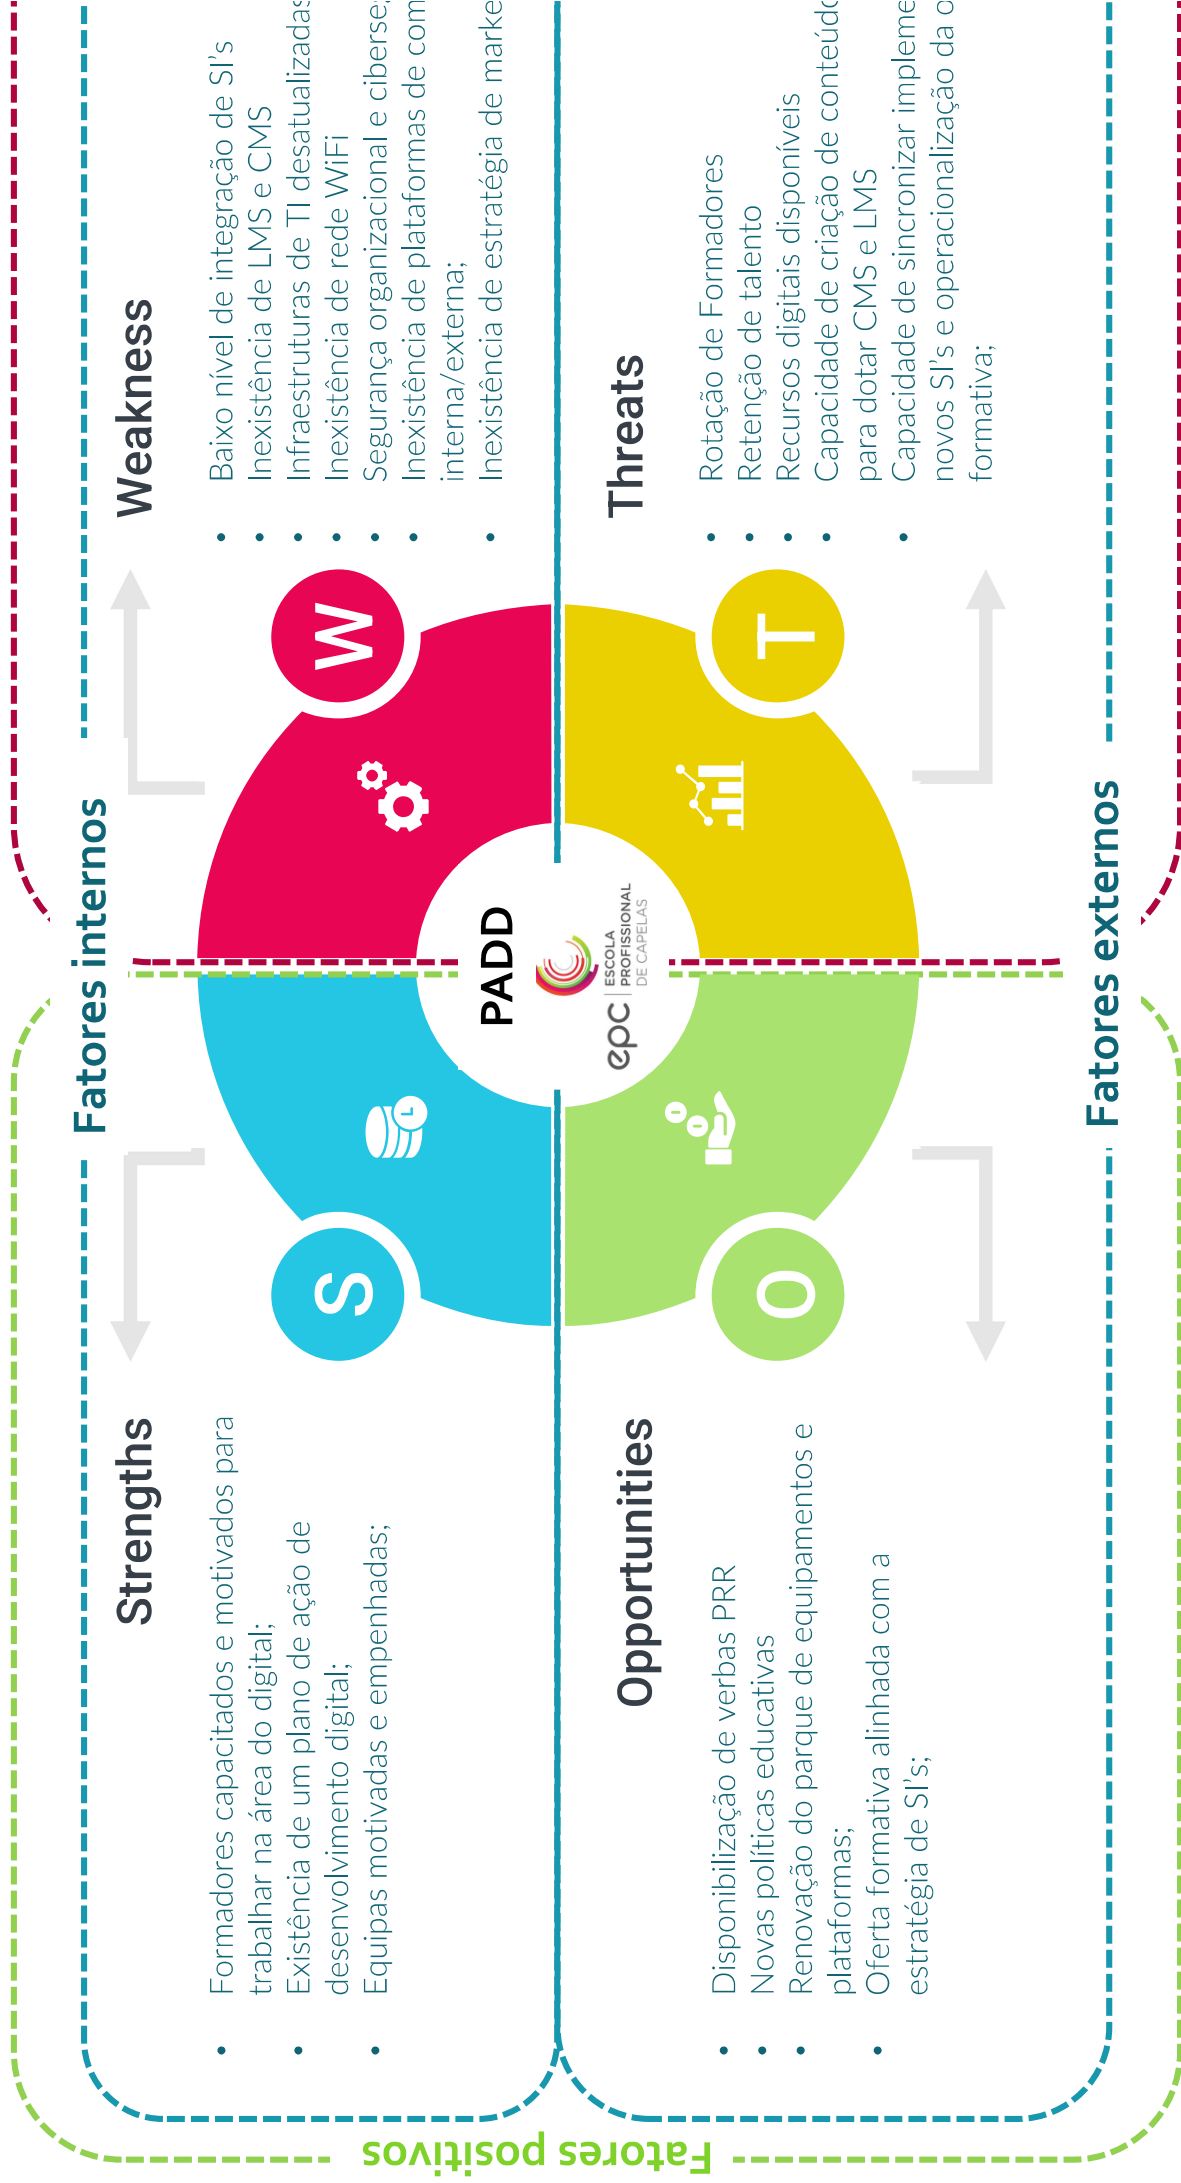 Fatores positivos
Fatores internos
Strengths
Formadores capacitados e motivados para
trabalhar na área do digital;
Existência de um plano de ação de
desenvolvimento digital;
Equipas motivadas e empenhadas;
S
Weakness
Baixo nível de integração de SI's
Inexistência de LMS e CMS
Infraestruturas de TI desatualizadas
Inexistência de rede WiFi
Segurança organizacional e
Inexistência de plataformas de
interna/externa;
Inexistência de estratégia de
W
PADD
epc
ESCOLA
PROFISSIONAL
DE CAPELAS
Opportunities
Disponibilização de verbas PRR
Novas políticas educativas
Renovação do parque de equipamentos e
plataformas;
Oferta formativa alinhada com a
estratégia de SI's;
O
Threats
Rotação de Formadores
Retenção de talento
Recursos digitais disponíveis
Capacidade de criação de
para dotar CMS e LMS
Capacidade de sincronizar
novos SI's e operacionalização da
formativa;
T
Fatores externos